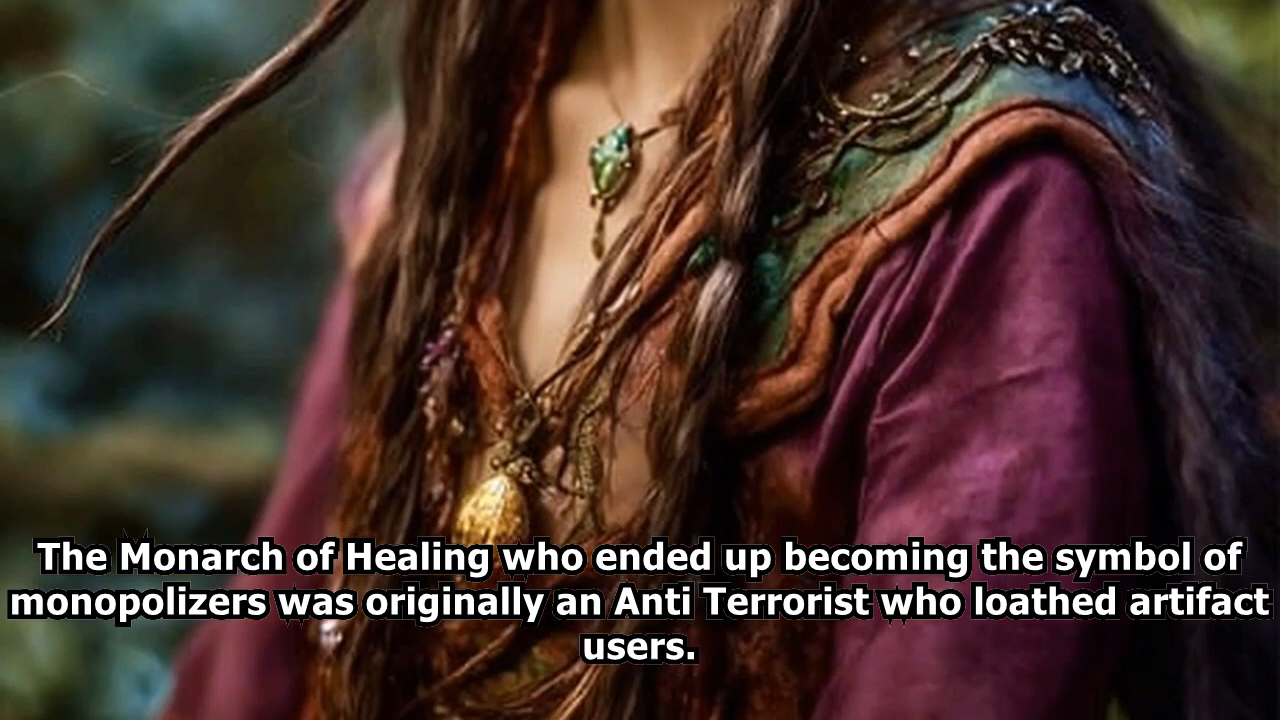 The Monarch of Healing who ended up becoming the symbol of
monopolizers was originally an Anti Terrorist who loathed artifact
users.